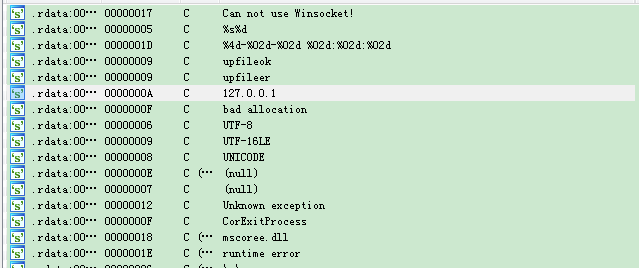 's' .rdata:00… 00000017 C Can not use Winsocket!
's' .rdata:00… 00000005 C %s%d
's' .rdata:00… 0000001D C %4d-%02d-%02d %02d:%02d:%02d
's' .rdata:00… 00000009 C upfileok
's' .rdata:00… 00000009 C upfileer
's' .rdata:00… 0000000A C 127.0.0.1
's' .rdata:00… 0000000F C bad allocation
's' .rdata:00… 00000006 C UTF-8
's' .rdata:00… 00000009 C UTF-16LE
's' .rdata:00… 00000008 C UNICODE
's' .rdata:00… 0000000E C (… (null)
's' .rdata:00… 00000007 C (null)
's' .rdata:00… 00000012 C Unknown exception
's' .rdata:00… 0000000F C CorExitProcess
's' .rdata:00… 00000018 C (… mscoree.dll
's' .rdata:00… 0000001E C (… runtime error